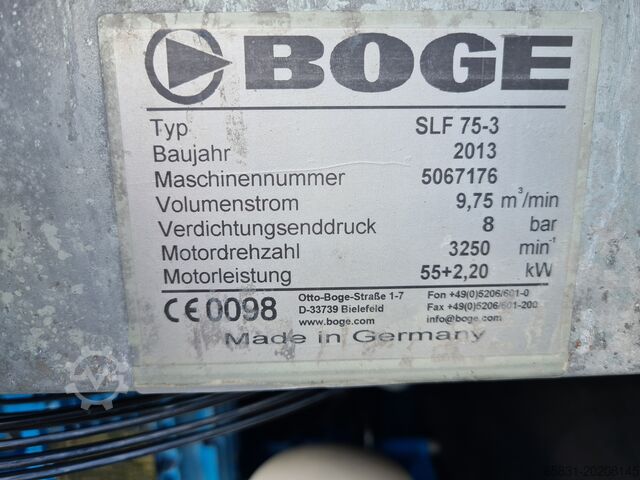 BOGE
Typ SLF 75-3
Baujahr 2013
Maschinennummer 5067176
Volumenstrom 9,75 m³/min
Verdichtungsenddruck 8 bar
Motordrehzahl 3250 min⁻¹
Motorleistung 55+2,20 kW
CE0098 Otto-Boge-Straße 1-7 Fon +49(0)5206/601-0
D-33739 Bielefeld Fax +49(0)5206/601-200
www.boge.com info@boge.com
Made in Germany